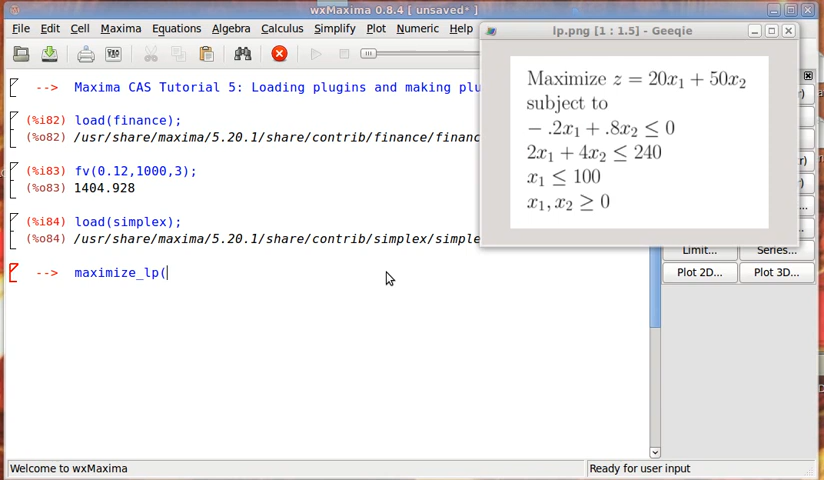 wxMaxima 0.8.4 [ unsaved* ]
File Edit Cell Maxima Equations Algebra Calculus Simplify Plot Numeric Help
lp.png [1 : 1.5] - Geeqie
Maximize z = 20x₁ + 50x₂
subject to
− .2x₁ + .8x₂ ≤ 0
2x₁ + 4x₂ ≤ 240
x₁ ≤ 100
x₁, x₂ ≥ 0
--> Maxima CAS Tutorial 5: Loading plugins and making plu
(%i82) load(finance);
(%o82) /usr/share/maxima/5.20.1/share/contrib/finance/financ
(%i83) fv(0.12,1000,3);
(%o83) 1404.928
(%i84) load(simplex);
(%o84) /usr/share/maxima/5.20.1/share/contrib/simplex/simple
--> maximize_lp(
Limit... Series...
Plot 2D... Plot 3D...
Welcome to wxMaxima
Ready for user input